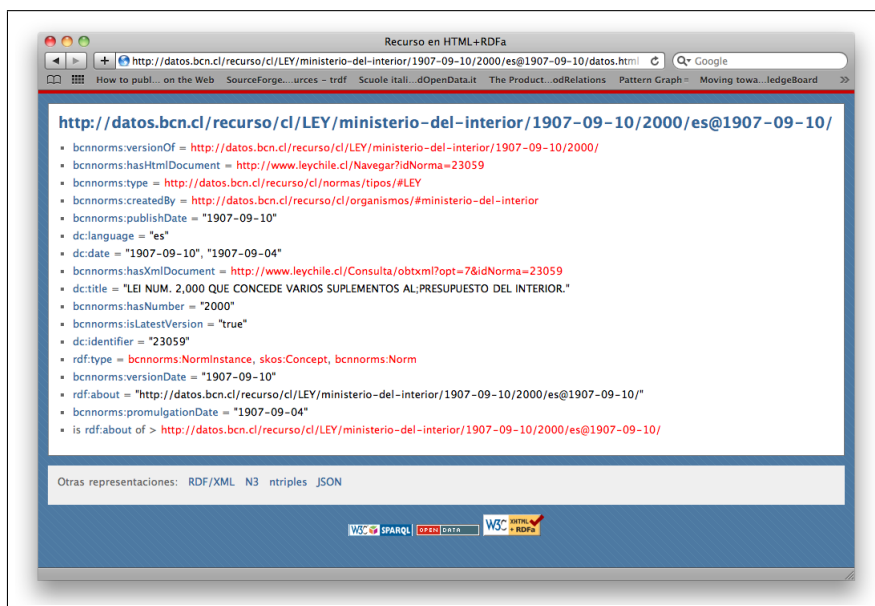 Recurso en HTML+RDFa
http://datos.bcn.cl/recurso/cl/LEY/ministerio-del-interior/1907-09-10/2000/es@1907-09-10/datos.html
Google
How to publ... on the Web SourceForge....urces - trdf Scuole itali...dOpenData.it The Product...odRelations Pattern Graph= Moving towa...ledgeBoard >>
http://datos.bcn.cl/recurso/cl/LEY/ministerio-del-interior/1907-09-10/2000/es@1907-09-10/
bcnnorms:versionOf = http://datos.bcn.cl/recurso/cl/LEY/ministerio-del-interior/1907-09-10/2000/
bcnnorms:hasHtmlDocument = http://www.leychile.cl/Navegar?idNorma=23059
bcnnorms:type = http://datos.bcn.cl/recurso/cl/normas/tipos/#LEY
bcnnorms:createdBy = http://datos.bcn.cl/recurso/cl/organismos/#ministerio-del-interior
bcnnorms:publishDate = "1907-09-10"
dc:language = "es"
dc:date = "1907-09-10", "1907-09-04"
bcnnorms:hasXmlDocument = http://www.leychile.cl/Consulta/obtxml?opt=7&idNorma=23059
dc:title = "LEI NUM. 2,000 QUE CONCEDE VARIOS SUPLEMENTOS AL;PRESUPUESTO DEL INTERIOR."
bcnnorms:hasNumber = "2000"
bcnnorms:isLatestVersion = "true"
dc:identifier = "23059"
rdf:type = bcnnorms:NormInstance, skos:Concept, bcnnorms:Norm
bcnnorms:versionDate = "1907-09-10"
rdf:about = "http://datos.bcn.cl/recurso/cl/LEY/ministerio-del-interior/1907-09-10/2000/es@1907-09-10/"
bcnnorms:promulgationDate = "1907-09-04"
is rdf:about of > http://datos.bcn.cl/recurso/cl/LEY/ministerio-del-interior/1907-09-10/2000/es@1907-09-10/
Otras representaciones: RDF/XML N3 ntriples JSON
W3C SPARQL OPEN DATA W3C XHTML + RDFa